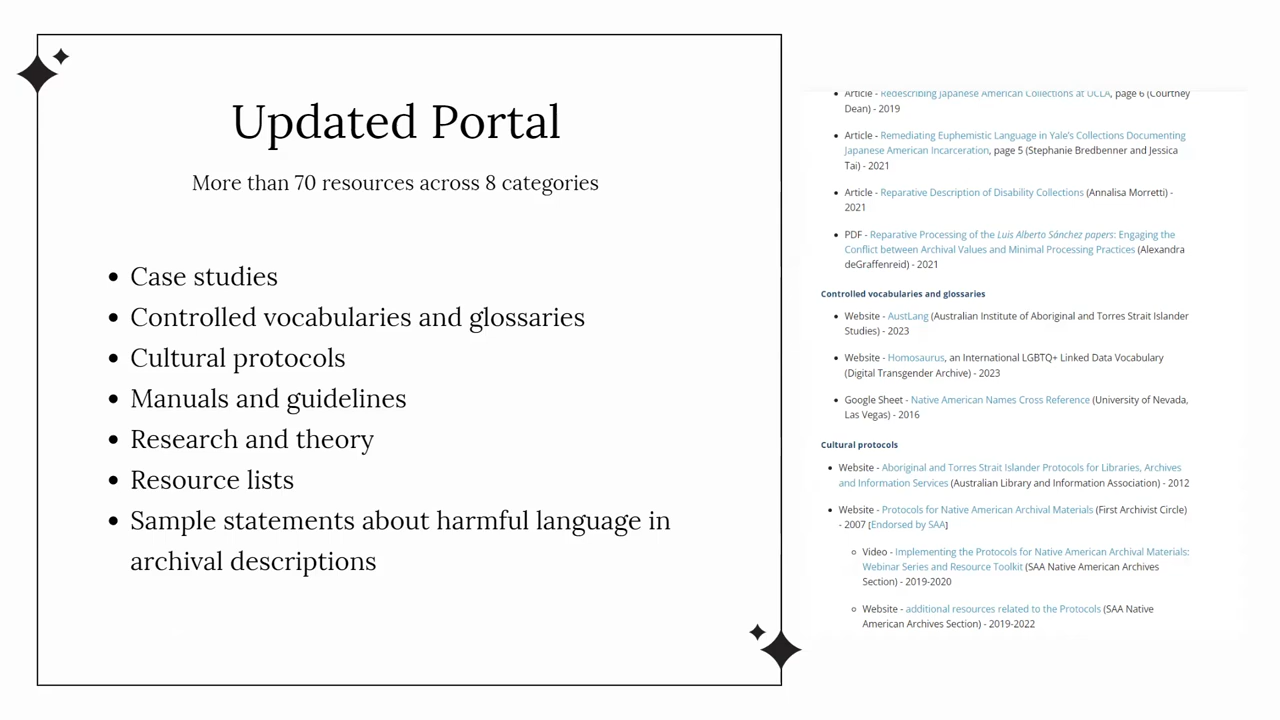 Updated Portal
More than 70 resources across 8 categories
• Case studies
• Controlled vocabularies and glossaries
• Cultural protocols
• Manuals and guidelines
• Research and theory
• Resource lists
• Sample statements about harmful language in
archival descriptions
• Article - Redescribing Japanese American Collections at UCLA, page 6 (Courtney
Dean) - 2019
• Article - Remediating Euphemistic Language in Yale's Collections Documenting
Japanese American Incarceration, page 5 (Stephanie Bredbenner and Jessica
Tai) - 2021
• Article - Reparative Description of Disability Collections (Annalisa Morretti) -
2021
• PDF - Reparative Processing of the Luis Alberto Sánchez papers: Engaging the
Conflict between Archival Values and Minimal Processing Practices (Alexandra
deGraffenreid) - 2021
Controlled vocabularies and glossaries
• Website - AustLang (Australian Institute of Aboriginal and Torres Strait Islander
Studies) - 2023
• Website - Homosaurus, an International LGBTQ+ Linked Data Vocabulary
(Digital Transgender Archive) - 2023
• Google Sheet - Native American Names Cross Reference (University of Nevada,
Las Vegas) - 2016
Cultural protocols
• Website - Aboriginal and Torres Strait Islander Protocols for Libraries, Archives
and Information Services (Australian Library and Information Association) - 2012
• Website - Protocols for Native American Archival Materials (First Archivist Circle)
- 2007 [Endorsed by SAA]
○ Video - Implementing the Protocols for Native American Archival Materials:
Webinar Series and Resource Toolkit (SAA Native American Archives
Section) - 2019-2020
○ Website - additional resources related to the Protocols (SAA Native
American Archives Section) - 2019-2022